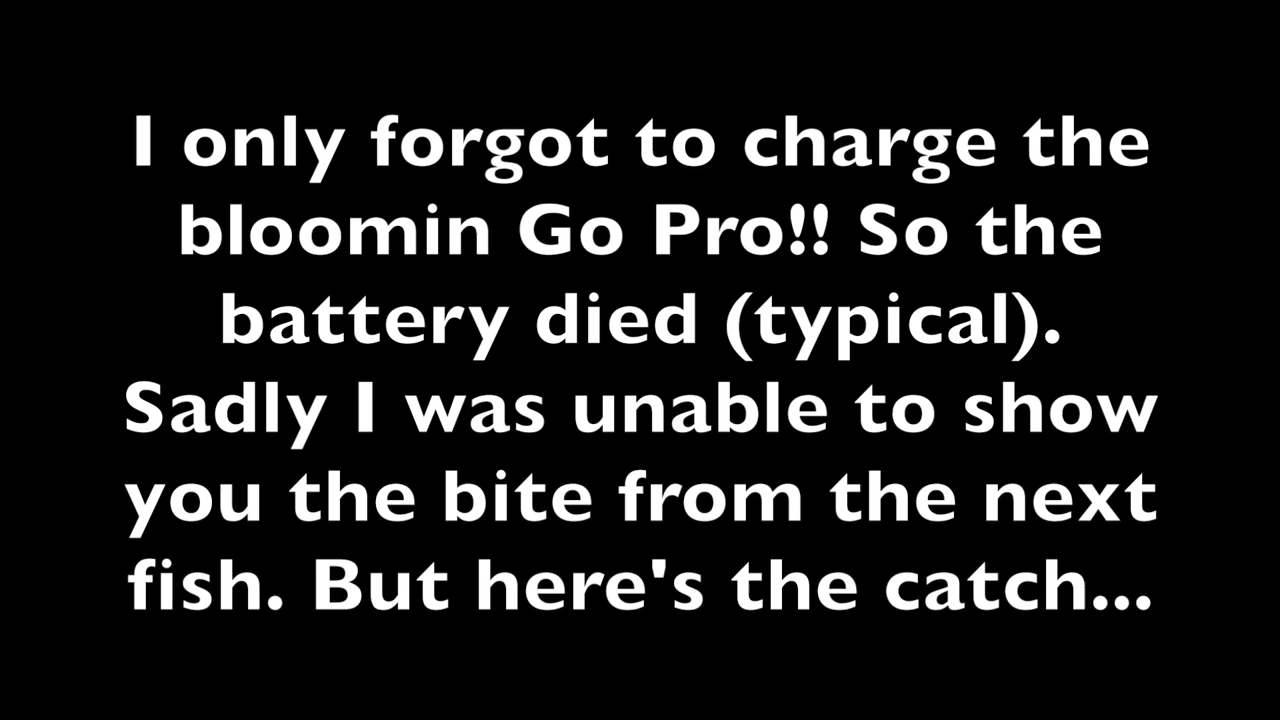 I only forgot to charge the
bloomin Go Pro!! So the
battery died (typical).
Sadly I was unable to show
you the bite from the next
fish. But here's the catch...